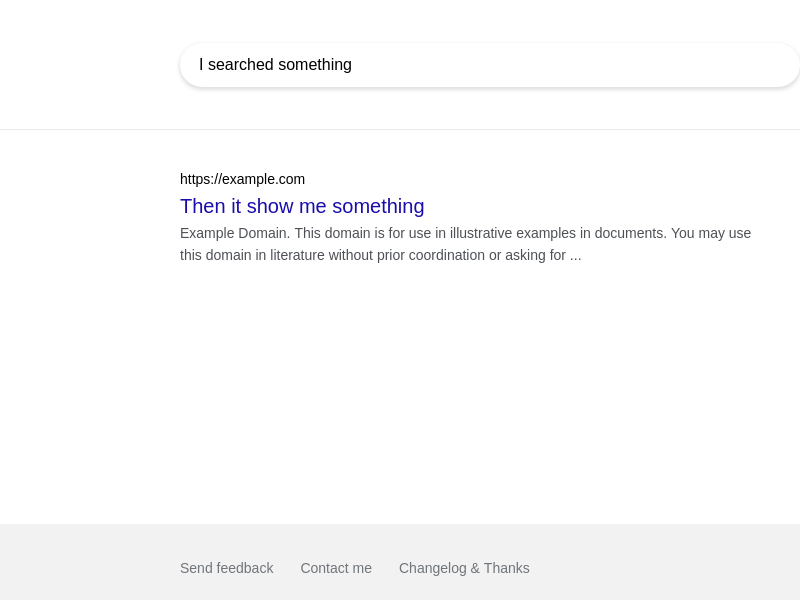 I searched something
https://example.com
Then it show me something
Example Domain. This domain is for use in illustrative examples in documents. You may use
this domain in literature without prior coordination or asking for ...
Send feedback Contact me Changelog & Thanks